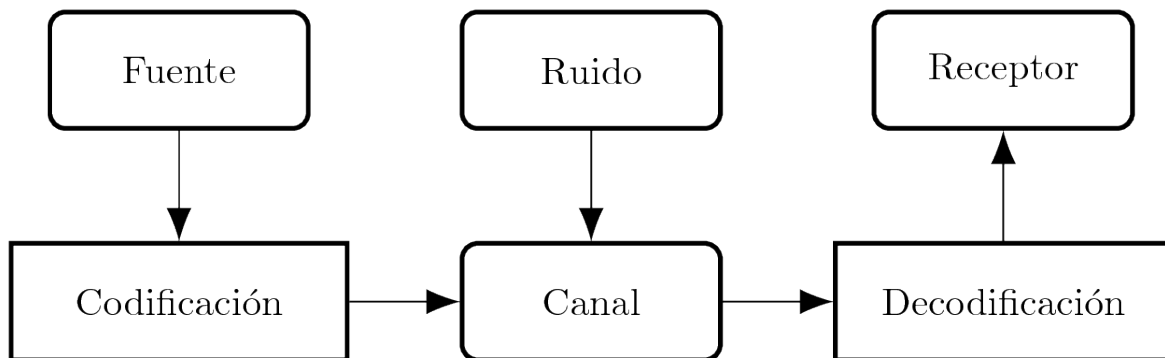 Fuente
Ruido
Receptor
Codificación
Canal
Decodificación